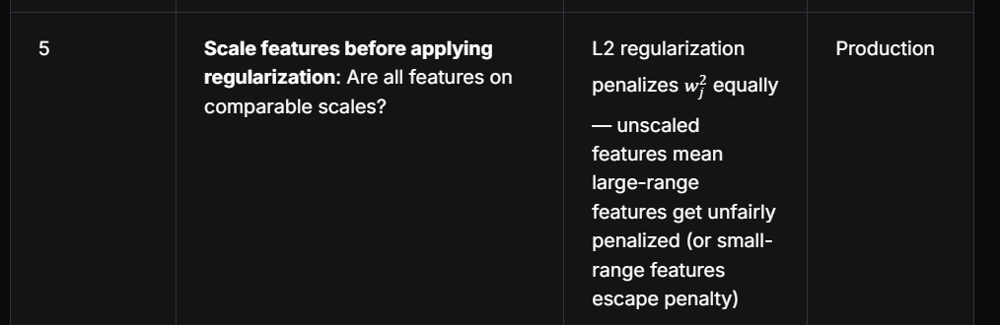 5
Scale features before applying
regularization: Are all features on
comparable scales?
L2 regularization
penalizes w_j^2 equally
— unscaled
features mean
large-range
features get unfairly
penalized (or small-
range features
escape penalty)
Production